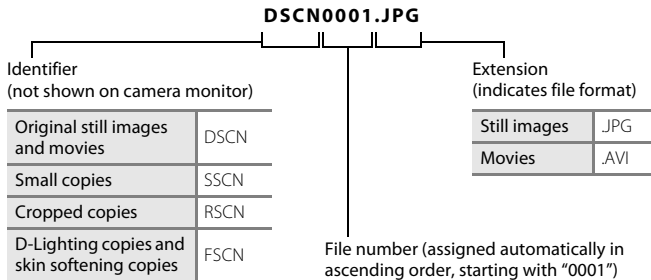 DSCN0001.JPG
Identifier
(not shown on camera monitor)
Original still images
and movies
DSCN
Small copies
SSCN
Cropped copies
RSCN
D-Lighting copies and
skin softening copies
FSCN
Extension
(indicates file format)
Still images
.JPG
Movies
.AVI
File number (assigned automatically in
ascending order, starting with “0001”)